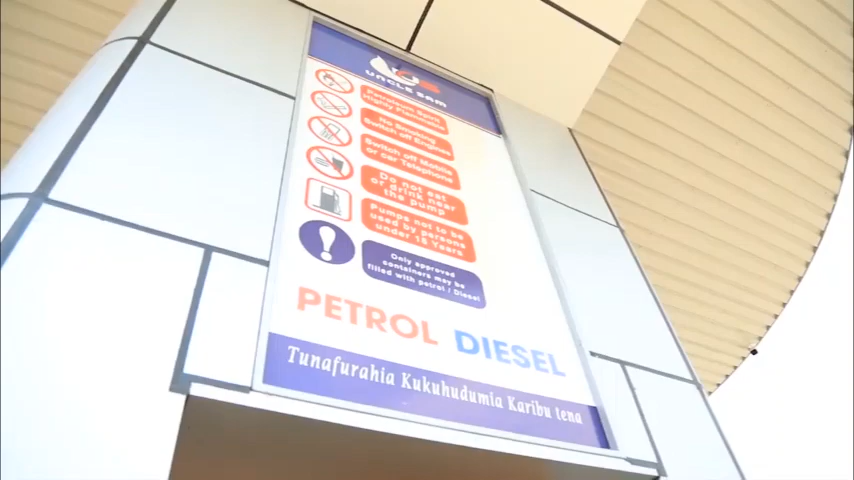 UNCLE SAM
Petroleum Spirit
Highly Flammable
No Smoking
Switch off Engines
Switch off Mobile
or car Telephone
Do not eat
or drink near
the pump
Pumps not to be
used by persons
under 18 Years
Only approved
containers may be
filled with petrol / Diesel
PETROL DIESEL
Tunafurahia Kukuhudumia Karibu tena